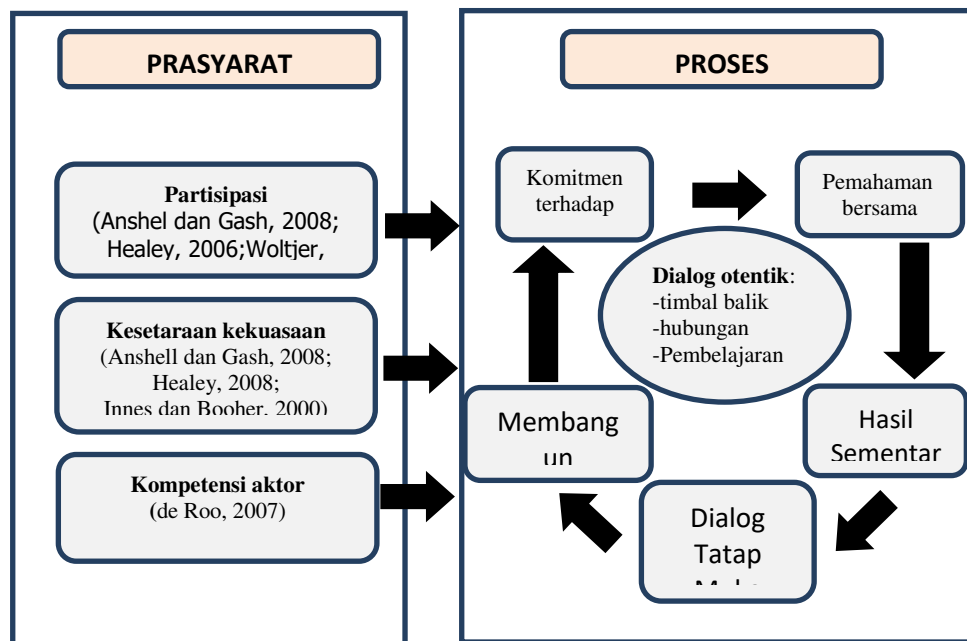 PRASYARAT
Partisipasi
(Anshel dan Gash, 2008;
Healey, 2006;Woltjer,
Kesetaraan kekuasaan
(Anshell dan Gash, 2008;
Healey, 2008;
Innes dan Booher, 2000)
Kompetensi aktor
(de Roo, 2007)
PROSES
Komitmen
terhadap
Pemahaman
bersama
Dialog otentik:
-timbal balik
-hubungan
-Pembelajaran
Membang
un
Hasil
Sementar
Dialog
Tatap